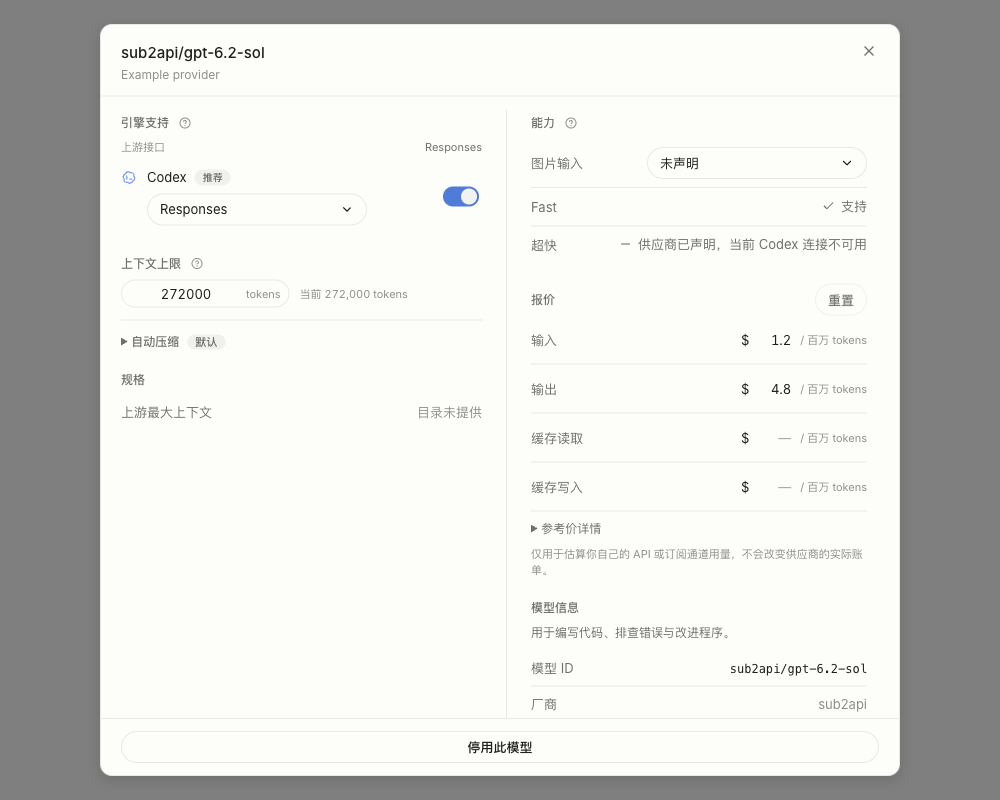 sub2api/gpt-6.2-sol
Example provider
引擎支持
上游接口 Responses
Codex 推荐
Responses
上下文上限
272000 tokens 当前 272,000 tokens
自动压缩 默认
规格
上游最大上下文 目录未提供
能力
图片输入 未声明
Fast 支持
超快 — 供应商已声明，当前 Codex 连接不可用
报价 重置
输入 $ 1.2 / 百万 tokens
输出 $ 4.8 / 百万 tokens
缓存读取 $ — / 百万 tokens
缓存写入 $ — / 百万 tokens
参考价详情
仅用于估算你自己的 API 或订阅通道用量，不会改变供应商的实际账
单。
模型信息
用于编写代码、排查错误与改进程序。
模型 ID sub2api/gpt-6.2-sol
厂商 sub2api
停用此模型